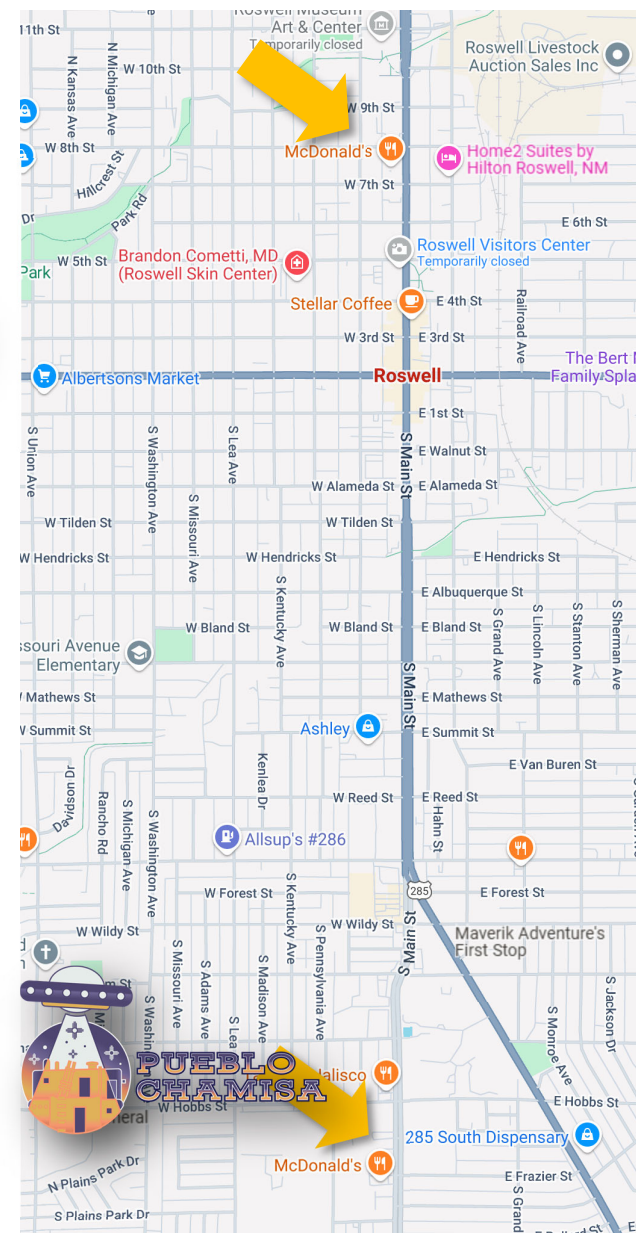 Roswell Museum
Art & Center
Temporarily closed
11th St
Roswell Livestock
Auction Sales Inc
N Kansas Ave
N Michigan Ave
W 10th St
W 9th St
W 8th St
McDonald's
Home2 Suites by
Hilton Roswell, NM
Hillcrest St
W 7th St
Park Rd
Dr
E 6th St
Roswell Visitors Center
Temporarily closed
Brandon Cometti, MD
(Roswell Skin Center)
W 5th St
Park
Stellar Coffee
E 4th St
Railroad Ave
W 3rd St
E 3rd St
The Bert
Family Spla
Albertsons Market
Roswell
E 1st St
S Union Ave
S Washington Ave
S Lea Ave
S Main St
E Walnut St
W Alameda St
E Alameda St
S Missouri Ave
W Tilden St
W Tilden St
W Hendricks St
W Hendricks St
E Hendricks St
S Kentucky Ave
E Albuquerque St
S Grand Ave
S Lincoln Ave
S Stanton Ave
S Sherman Ave
W Bland St
W Bland St
E Bland St
ssouri Avenue
Elementary
S Main St
Mathews St
E Mathews St
Summit St
Ashley
E Summit St
Kenlea Dr
E Van Buren St
Davidson Dr
Rancho Rd
S Michigan Ave
S Washington Ave
W Reed St
E Reed St
S Hahn St
Allsup's #286
285
W Forest St
E Forest St
S Kentucky Ave
S Main St
W Wildy St
W Wildy St
Maverik Adventure's
First Stop
S Missouri Ave
S Adams Ave
S Madison Ave
S Pennsylvania Ave
S Jackson Dr
S Washin
S Lea
S Monroe Ave
PUEBLO
CHAMISA
Jalisco
W Hobbs St
E Hobbs St
285 South Dispensary
McDonald's
N Plains Park Dr
E Frazier St
S Grand
S Plains Park Dr